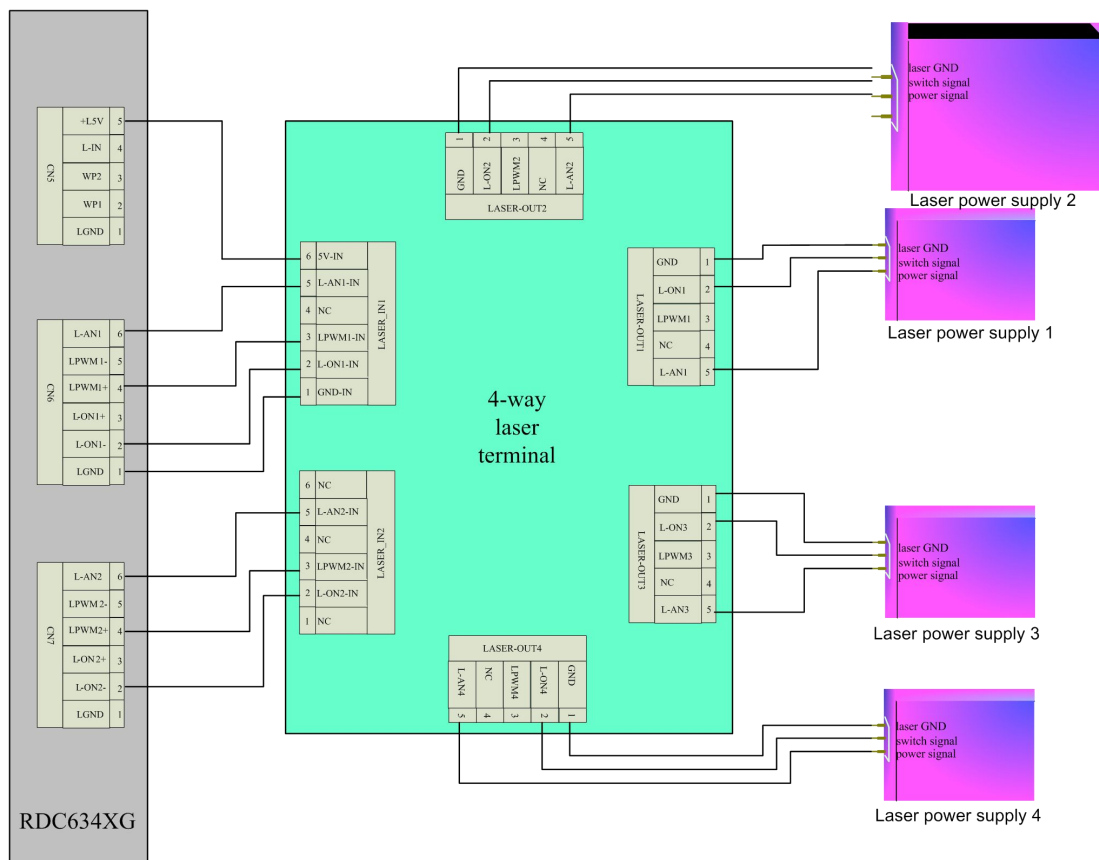 CN5
+L5V 5
L-IN 4
WP2 3
WP1 2
LGND 1
CN6
L-AN1 6
LPWM1- 5
LPWM1+ 4
L-ON1+ 3
L-ON1- 2
LGND 1
CN7
L-AN2 6
LPWM2- 5
LPWM2+ 4
L-ON2+ 3
L-ON2- 2
LGND 1
RDC634XG
1 2 3 4 5
GND L-ON2 LPWM2 NC L-AN2
LASER-OUT2
LASER_IN1
6 5V-IN
5 L-AN1-IN
4 NC
3 LPWM1-IN
2 L-ON1-IN
1 GND-IN
LASER_IN2
6 NC
5 L-AN2-IN
4 NC
3 LPWM2-IN
2 L-ON2-IN
1 NC
4-way
laser
terminal
LASER-OUT1
GND 1
L-ON1 2
LPWM1 3
NC 4
L-AN1 5
LASER-OUT3
GND 1
L-ON3 2
LPWM3 3
NC 4
L-AN3 5
LASER-OUT4
L-AN4 NC LPWM4 L-ON4 GND
5 4 3 2 1
laser GND
switch signal
power signal
Laser power supply 2
laser GND
switch signal
power signal
Laser power supply 1
laser GND
switch signal
power signal
Laser power supply 3
laser GND
switch signal
power signal
Laser power supply 4